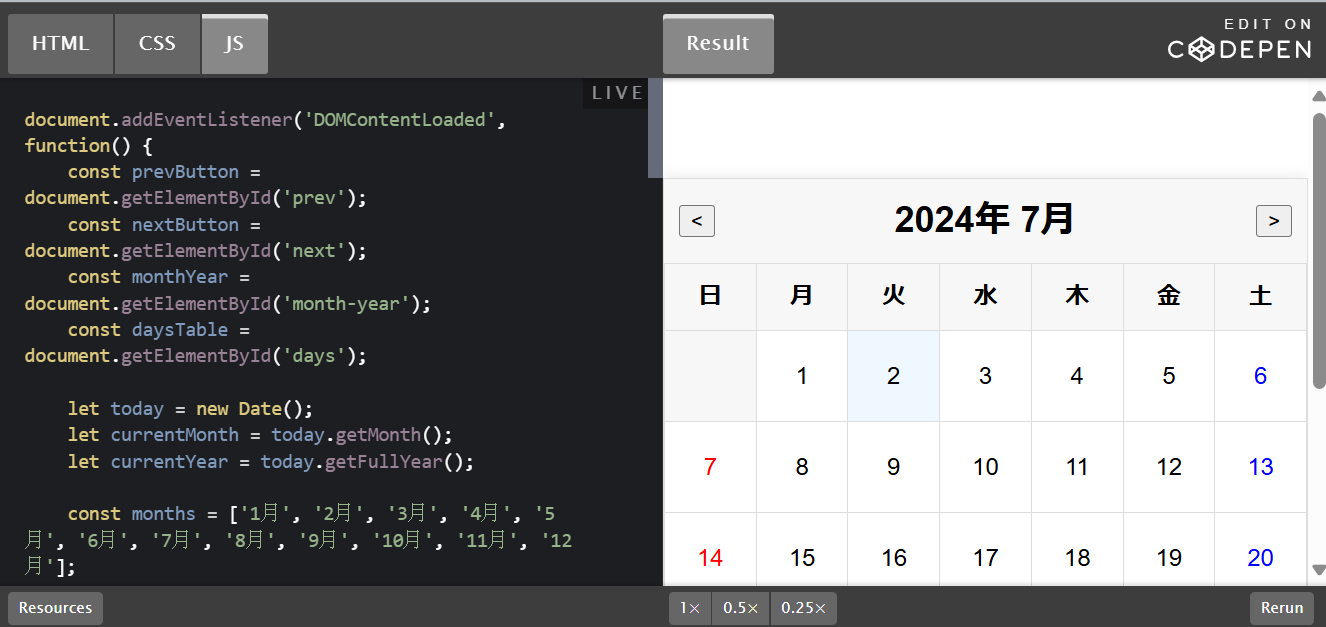 HTML CSS JS
Result
EDIT ON
CODEPEN
LIVE
document.addEventListener('DOMContentLoaded',
function() {
    const prevButton =
document.getElementById('prev');
    const nextButton =
document.getElementById('next');
    const monthYear =
document.getElementById('month-year');
    const daysTable =
document.getElementById('days');
    let today = new Date();
    let currentMonth = today.getMonth();
    let currentYear = today.getFullYear();
    const months = ['1月', '2月', '3月', '4月', '5
月', '6月', '7月', '8月', '9月', '10月', '11月', '12
月'];
< 2024年 7月 >
日 月 火 水 木 金 土
1 2 3 4 5 6
7 8 9 10 11 12 13
14 15 16 17 18 19 20
Resources
1× 0.5× 0.25×
Rerun